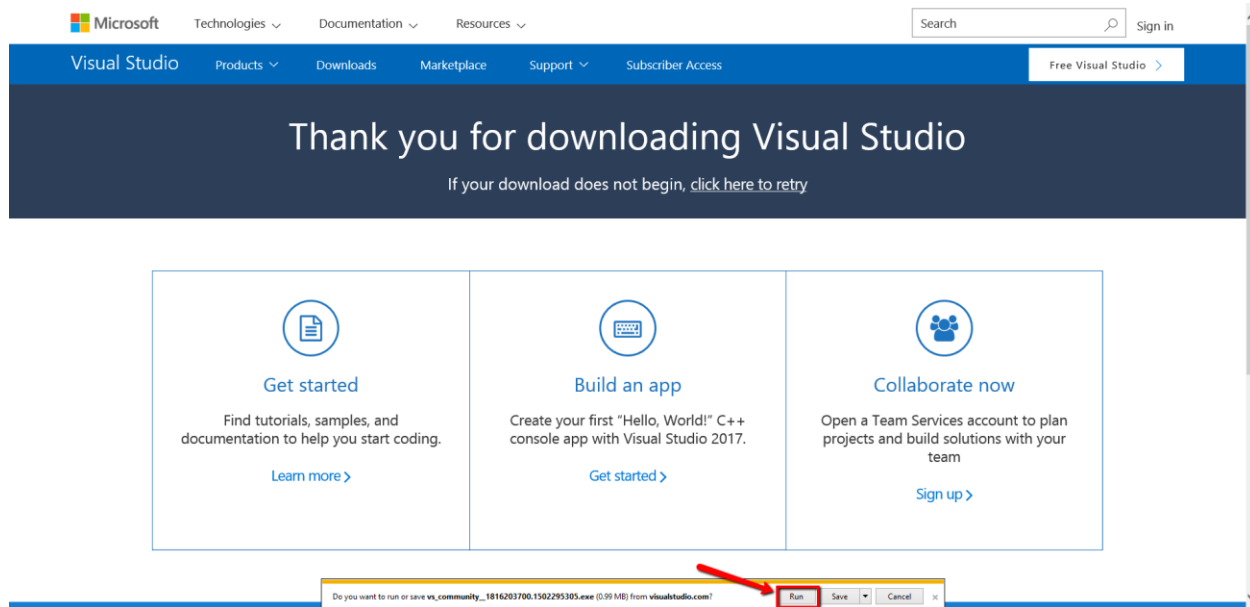 Microsoft Technologies Documentation Resources Search Sign in
Visual Studio Products Downloads Marketplace Support Subscriber Access Free Visual Studio
Thank you for downloading Visual Studio
If your download does not begin, click here to retry
Get started
Find tutorials, samples, and
documentation to help you start coding.
Learn more
Build an app
Create your first "Hello, World!" C++
console app with Visual Studio 2017.
Get started
Collaborate now
Open a Team Services account to plan
projects and build solutions with your
team
Sign up
Do you want to run or save vs_community__1816203700.1502295305.exe (0.99 MB) from visualstudio.com? Run Save Cancel